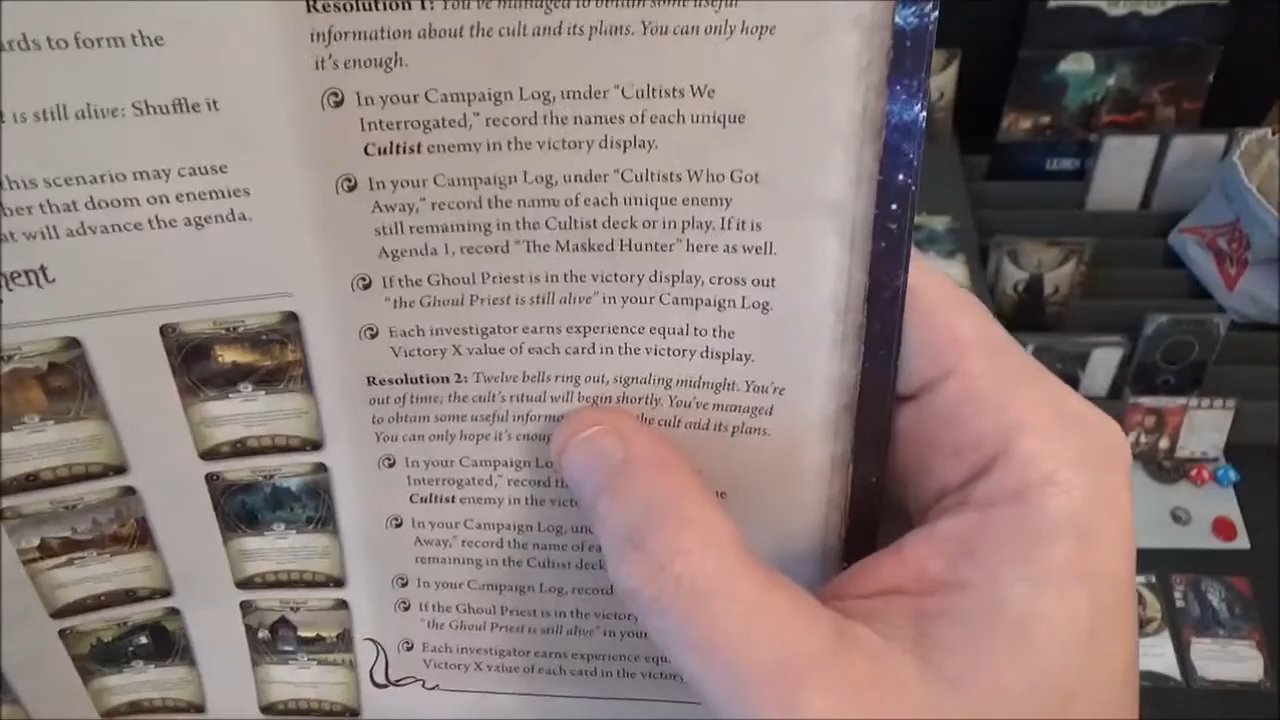 rds to form the
is still alive: Shuffle it
this scenario may cause
ber that doom on enemies
at will advance the agenda.
Resolution 1: You've managed to obtain some useful
information about the cult and its plans. You can only hope
it's enough.
In your Campaign Log, under "Cultists We
Interrogated," record the names of each unique
Cultist enemy in the victory display.
In your Campaign Log, under "Cultists Who Got
Away," record the name of each unique enemy
still remaining in the Cultist deck or in play. If it is
Agenda 1, record "The Masked Hunter" here as well.
If the Ghoul Priest is in the victory display, cross out
"the Ghoul Priest is still alive" in your Campaign Log.
Each investigator earns experience equal to the
Victory X value of each card in the victory display.
Resolution 2: Twelve bells ring out, signaling midnight. You're
out of time; the cult's ritual will begin shortly. You've managed
to obtain some useful informa the cult and its plans.
You can only hope it's enoug
In your Campaign Lo
Interrogated," record th
Cultist enemy in the victo
In your Campaign Log, und
Away," record the name of ea
remaining in the Cultist deck
In your Campaign Log, record
If the Ghoul Priest is in the victory
"the Ghoul Priest is still alive" in your
Each investigator earns experience equ
Victory X value of each card in the victory